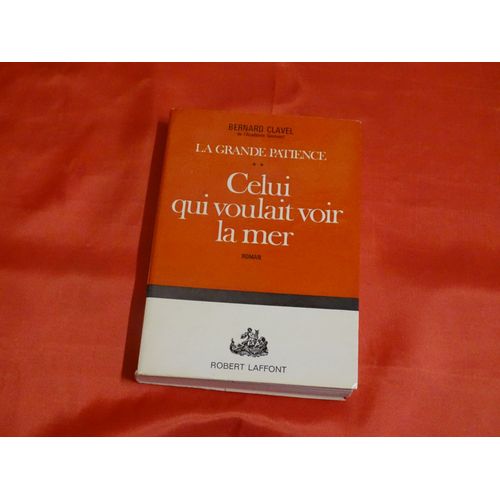 BERNARD CLAVEL
de l'Académie Goncourt
LA GRANDE PATIENCE
**
Celui
qui voulait voir
la mer
ROMAN
ROBERT LAFFONT